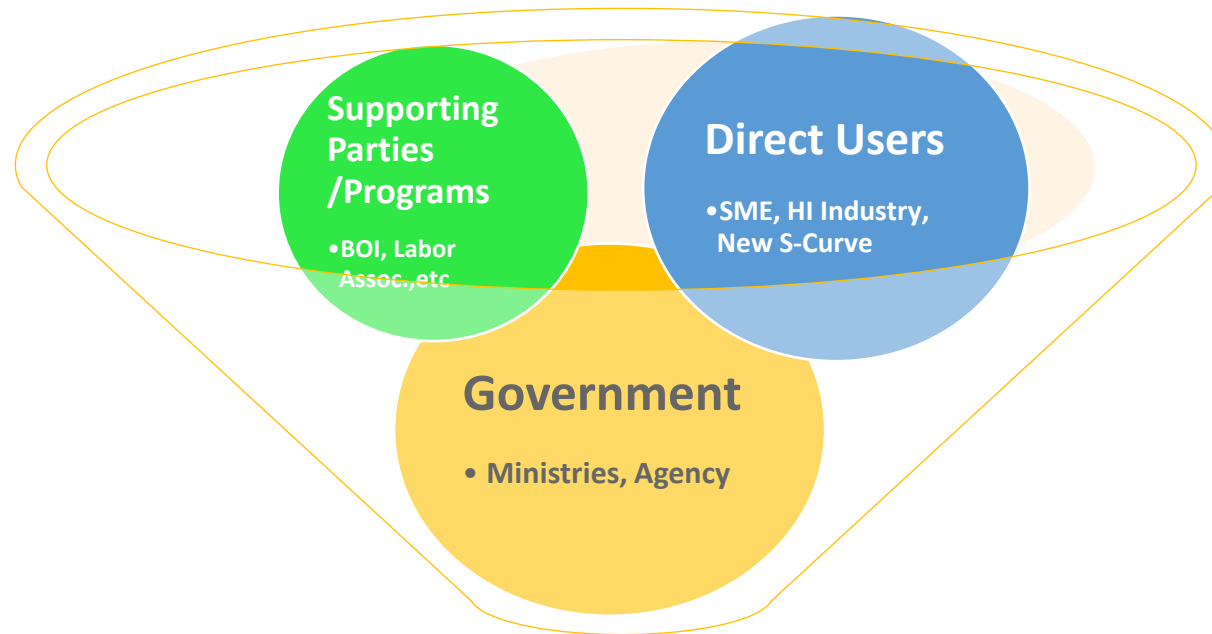 Supporting
Parties
/Programs
•BOI, Labor
Assoc.,etc
Direct Users
•SME, HI Industry,
New S-Curve
Government
• Ministries, Agency